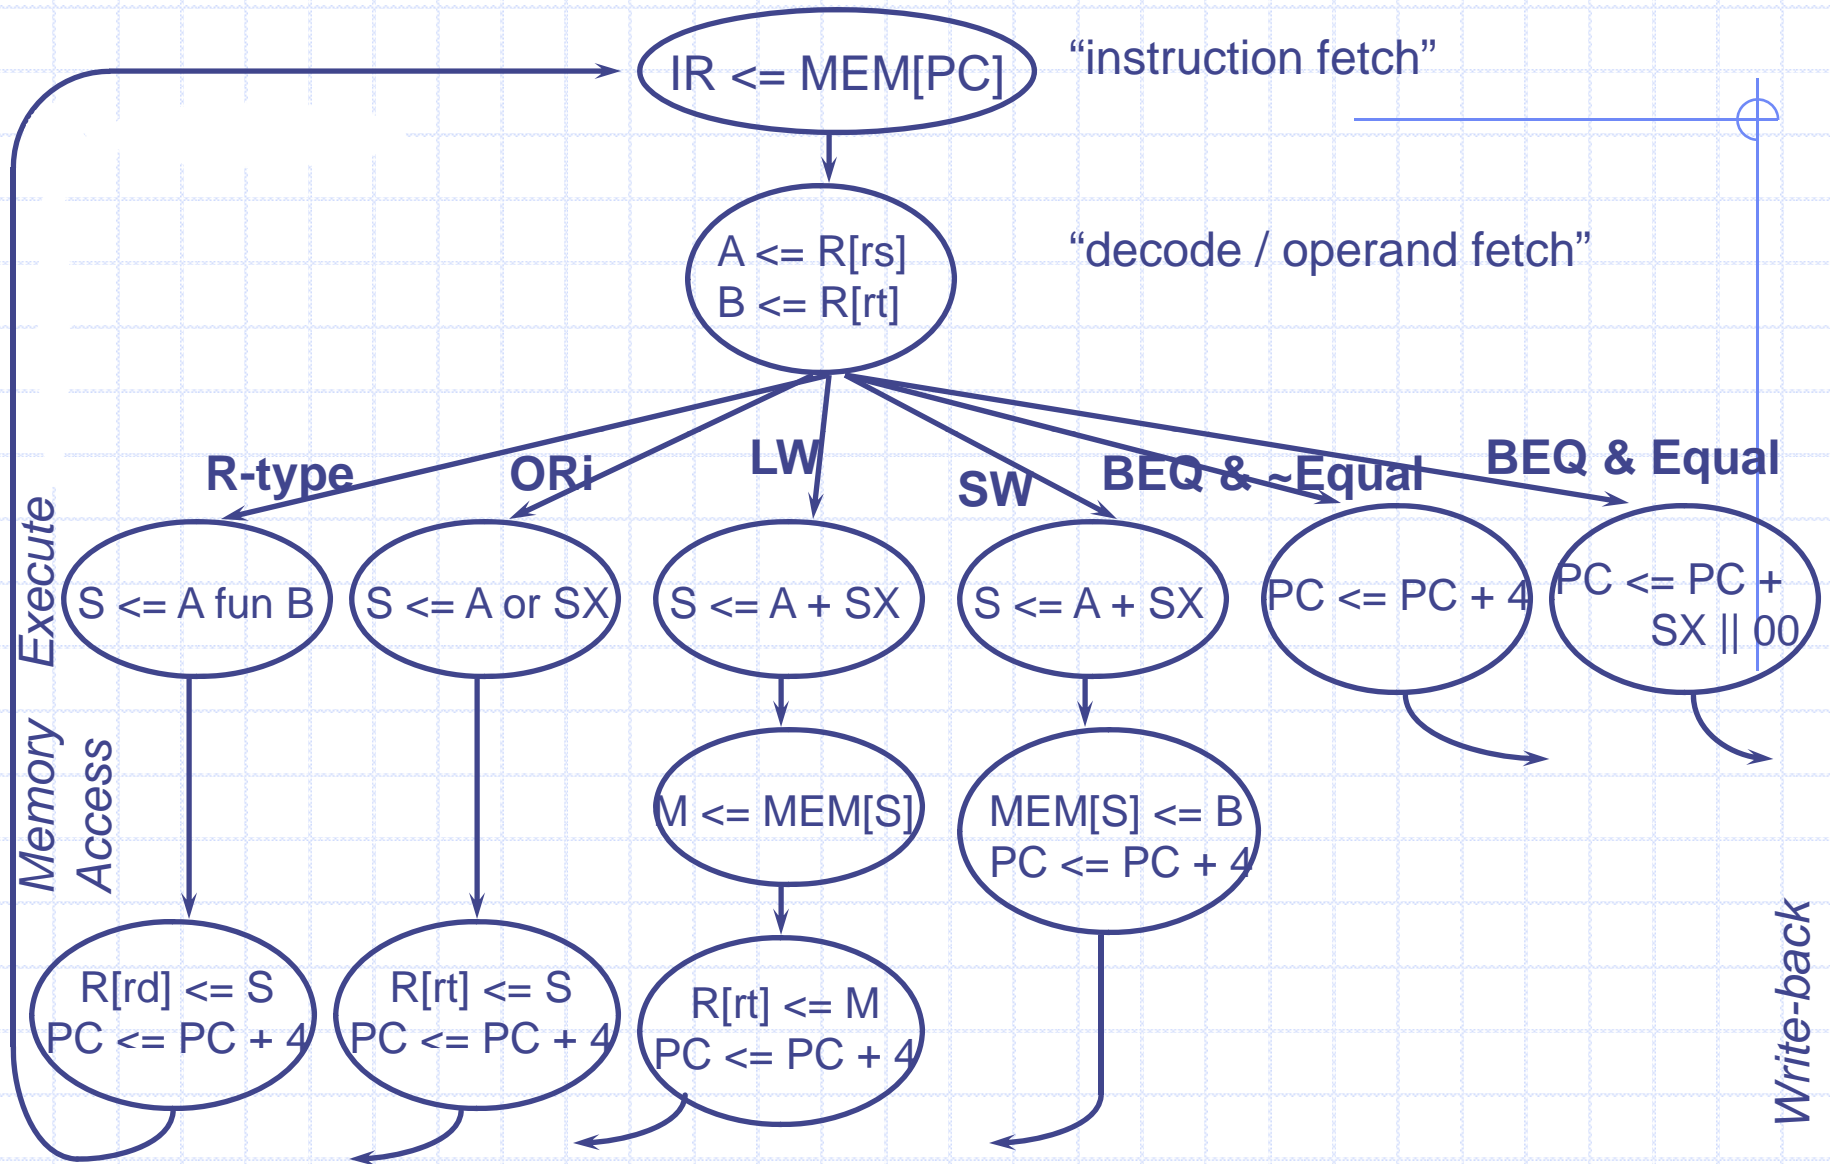 IR <= MEM[PC]
“instruction fetch”
A <= R[rs]
B <= R[rt]
“decode / operand fetch”
R-type
ORi
LW
SW
BEQ & ~Equal
BEQ & Equal
Execute
S <= A fun B
S <= A or SX
S <= A + SX
S <= A + SX
PC <= PC + 4
PC <= PC +
SX || 00
Memory
Access
M <= MEM[S]
MEM[S] <= B
PC <= PC + 4
R[rd] <= S
PC <= PC + 4
R[rt] <= S
PC <= PC + 4
R[rt] <= M
PC <= PC + 4
Write-back